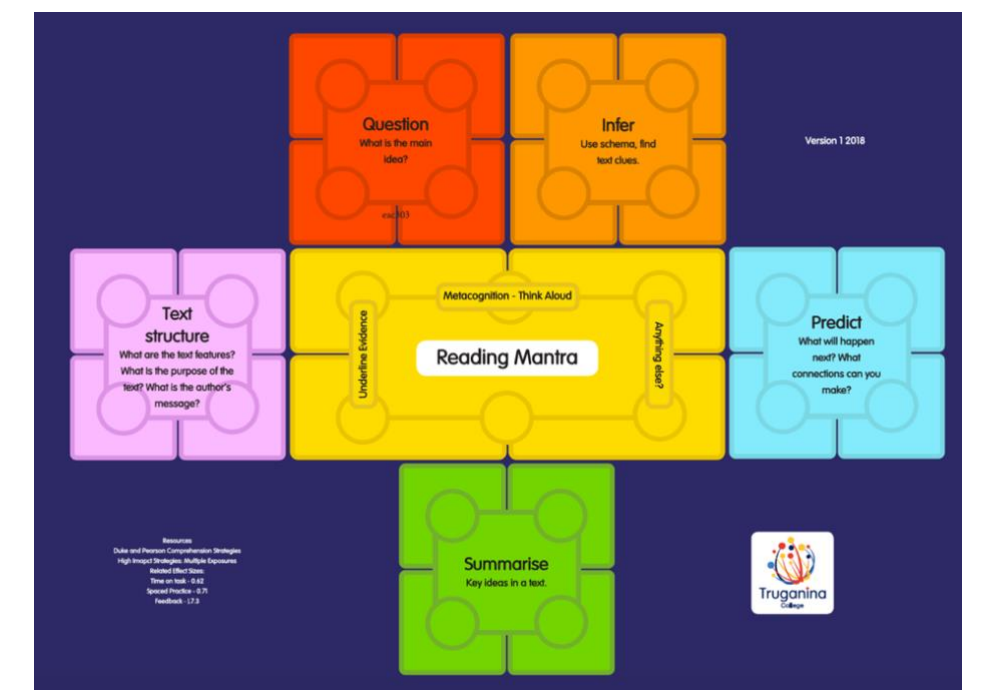 Question
What is the main
idea?
Infer
Use schema, find
text clues.
Version 1 2018
Text
structure
What are the text features?
What is the purpose of the
text? What is the author's
message?
Metacognition - Think Aloud
Underline Evidence
Reading Mantra
Anything else?
Predict
What will happen
next? What
connections can you
make?
Summarise
Key ideas in a text.
Resources
Duke and Pearson Comprehension Strategies
High Imapct Strategies: Multiple Exposures
Related Effect Sizes:
Time on task - 0.62
Spaced Practice - 0.71
Feedback -
Truganina
College